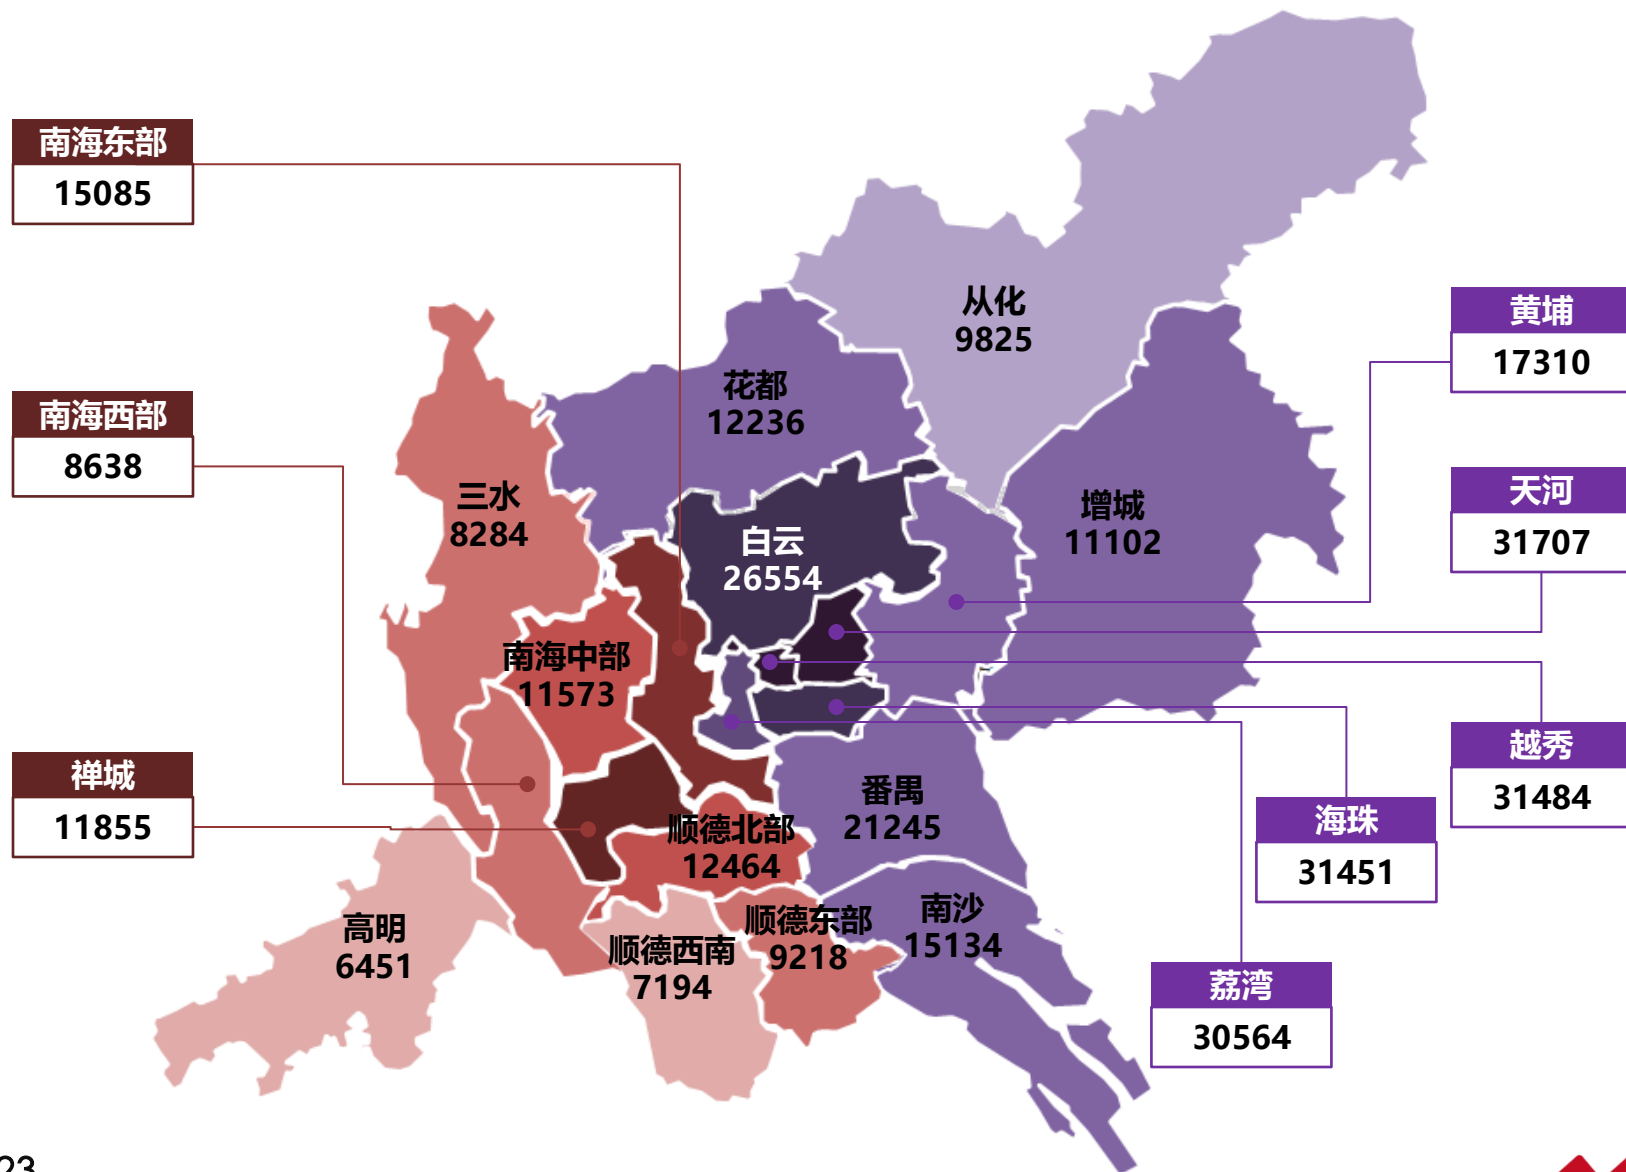 南海东部
15085
南海西部
8638
禅城
11855
从化
9825
花都
12236
三水
8284
白云
26554
增城
11102
南海中部
11573
番禺
21245
顺德北部
12464
南沙
15134
顺德东部
9218
顺德西南
7194
高明
6451
黄埔
17310
天河
31707
越秀
31484
海珠
31451
荔湾
30564
23